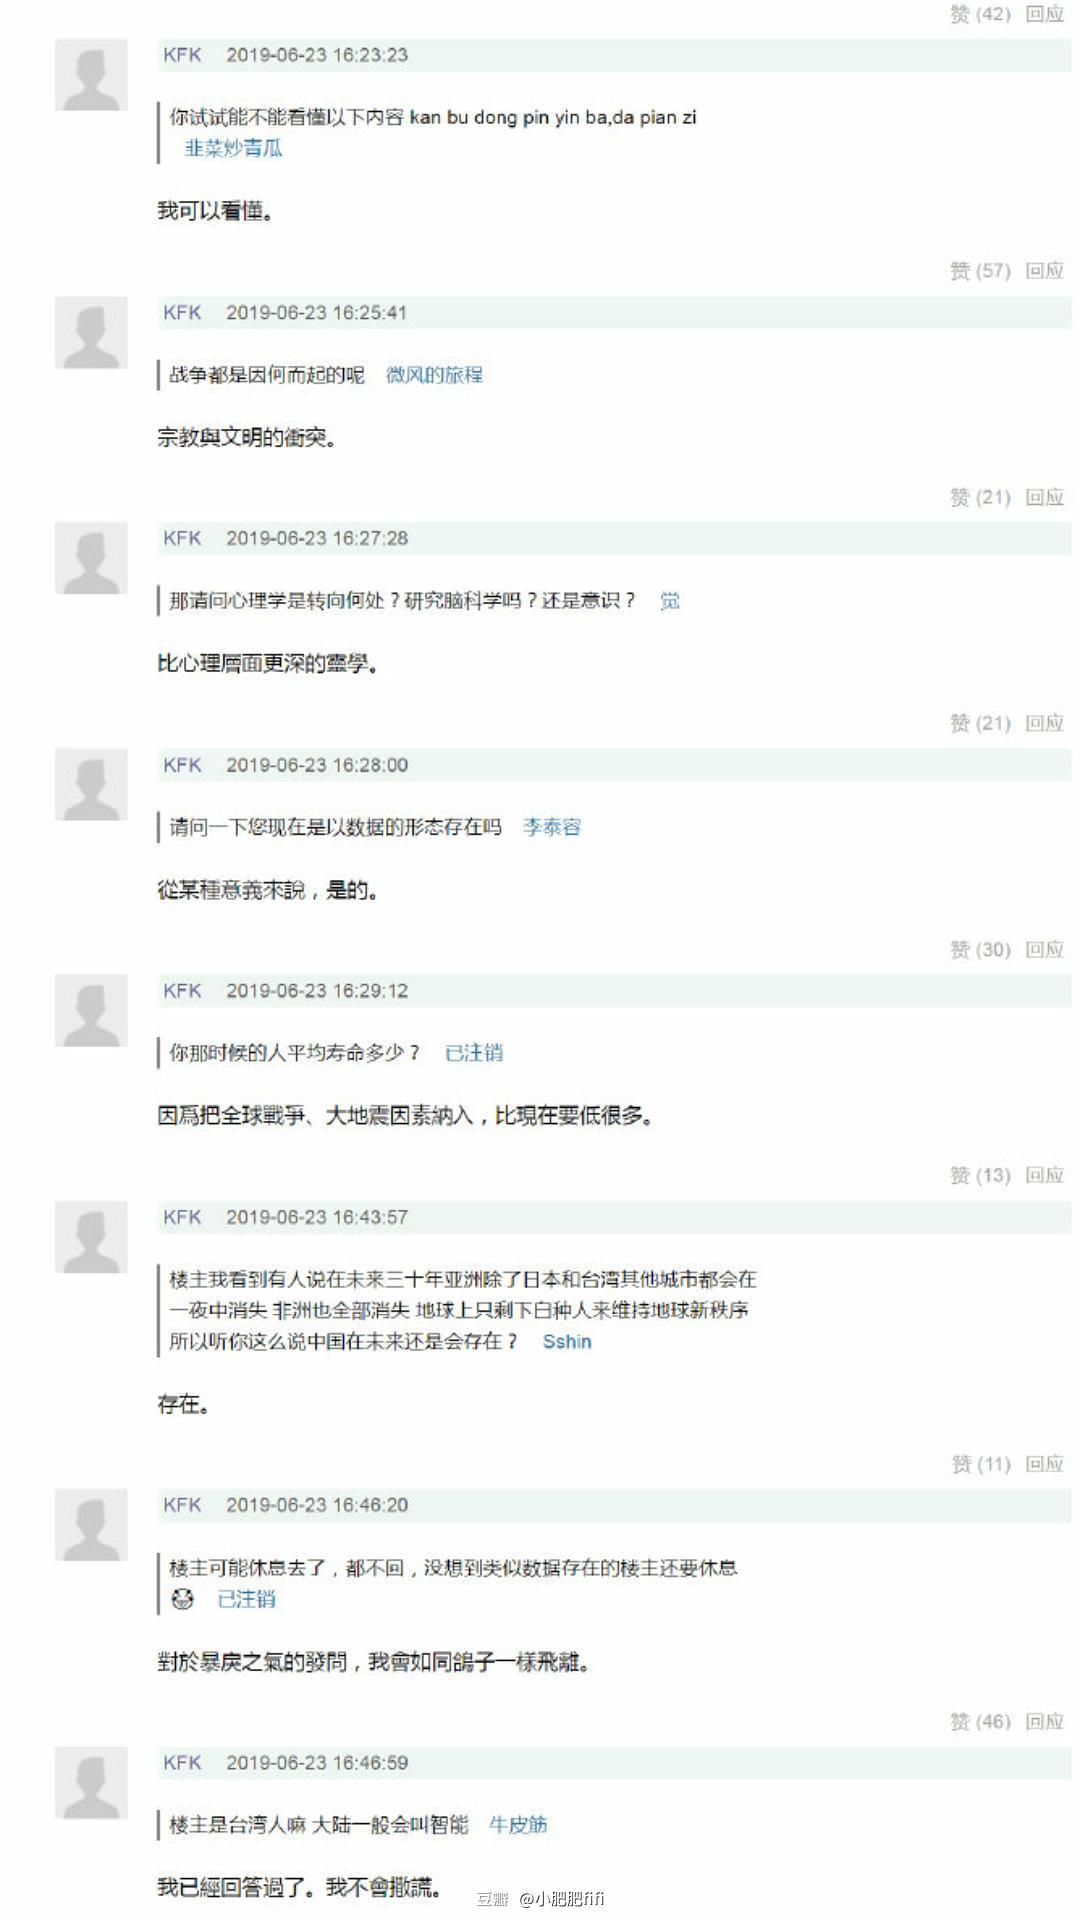 赞 (42) 回应
KFK 2019-06-23 16:23:23
你试试能不能看懂以下内容 kan bu dong pin yin ba,da pian zi
韭菜炒青瓜
我可以看懂。
赞 (57) 回应
KFK 2019-06-23 16:25:41
战争都是因何而起的呢 微风的旅程
宗教與文明的衝突。
赞 (21) 回应
KFK 2019-06-23 16:27:28
那请问心理学是转向何处？研究脑科学吗？还是意识？ 觉
比心理層面更深的靈學。
赞 (21) 回应
KFK 2019-06-23 16:28:00
请问一下您现在是以数据的形态存在吗 李泰容
從某種意義來說，是的。
赞 (30) 回应
KFK 2019-06-23 16:29:12
你那时候的人平均寿命多少？ 已注销
因爲把全球戰爭、大地震因素納入，比現在要低很多。
赞 (13) 回应
KFK 2019-06-23 16:43:57
楼主我看到有人说在未来三十年亚洲除了日本和台湾其他城市都会在
一夜中消失 非洲也全部消失 地球上只剩下白种人来维持地球新秩序
所以听你这么说中国在未来还是会存在？ Sshin
存在。
赞 (11) 回应
KFK 2019-06-23 16:46:20
楼主可能休息去了，都不回，没想到类似数据存在的楼主还要休息
已注销
對於暴戾之氣的發問，我會如同鴿子一樣飛離。
赞 (46) 回应
KFK 2019-06-23 16:46:59
楼主是台湾人嘛 大陆一般会叫智能 牛皮筋
我已經回答過了。我不會撒謊。
豆瓣 @小肥肥fifi